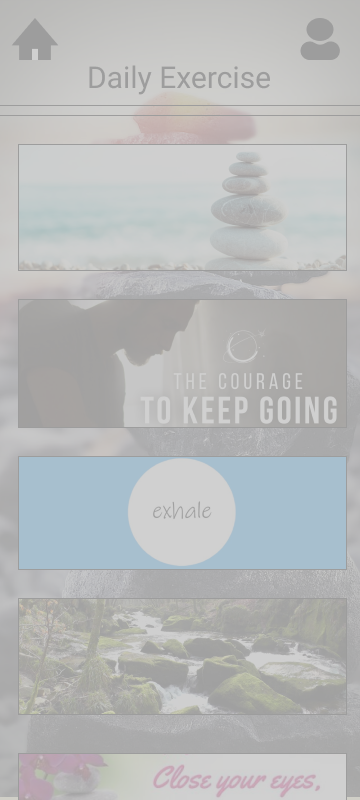 Daily Exercise
THE COURAGE
TO KEEP GOING
exhale
Close your eyes,